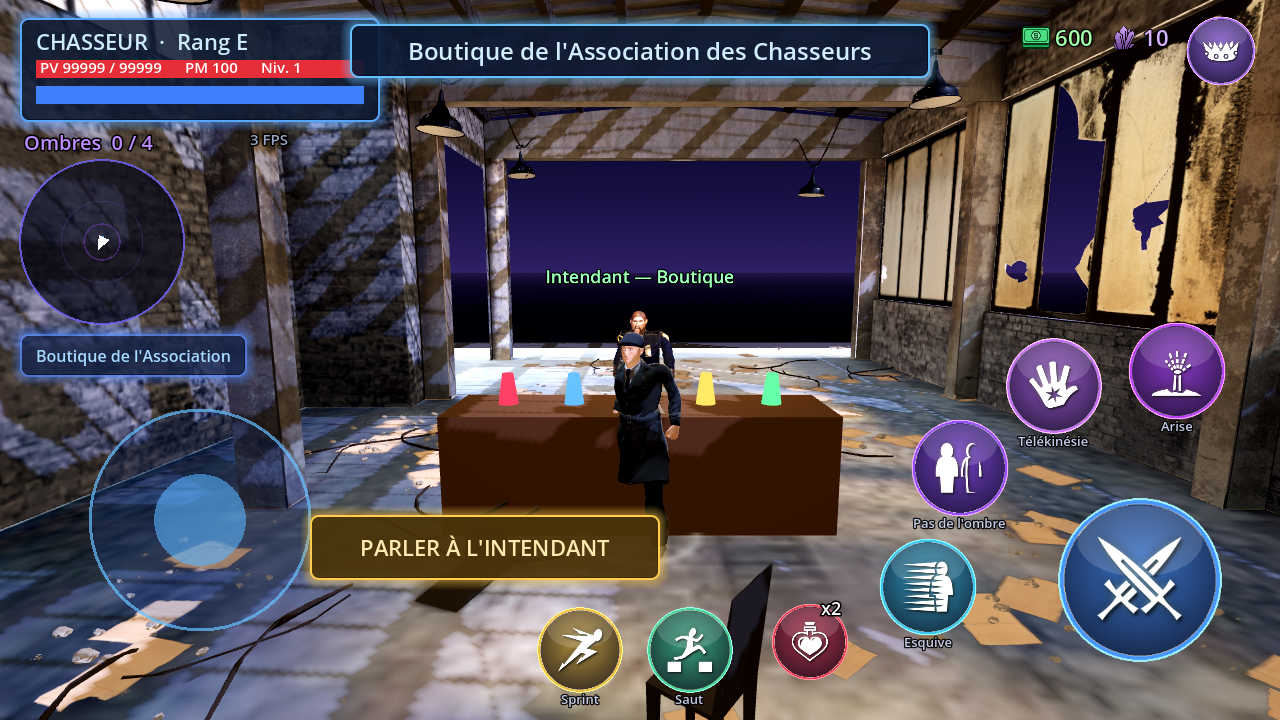 CHASSEUR · Rang E
PV 99999 / 99999 PM 100 Niv. 1
Boutique de l'Association des Chasseurs
600
10
Ombres 0 / 4
3 FPS
Intendant — Boutique
Boutique de l'Association
Télékinésie
Arise
Pas de l'ombre
PARLER À L'INTENDANT
x2
Esquive
Sprint
Saut